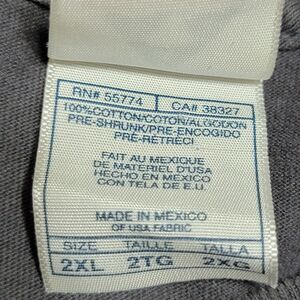 RN# 55774 CA# 38327
100%COTTON/COTON/ALGODON
PRE-SHRUNK/PRE-ENCOGIDO
PRÉ-RÉTRÉCI
FAIT AU MEXIQUE
DE MATERIEL D'USA
HECHO EN MEXICO
CON TELA DE E.U.
MADE IN MEXICO
OF USA FABRIC
SIZE TAILLE TALLA
2XL 2TG 2XG